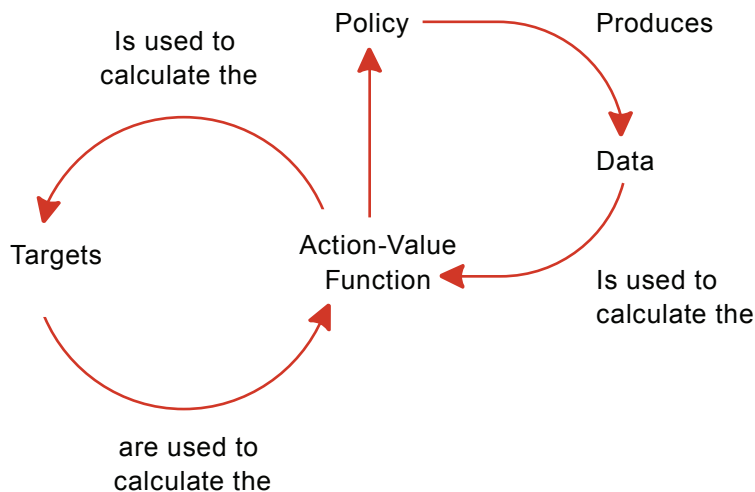 Policy
Produces
Is used to
calculate the
Data
Targets
Action-Value
Function
Is used to
calculate the
are used to
calculate the